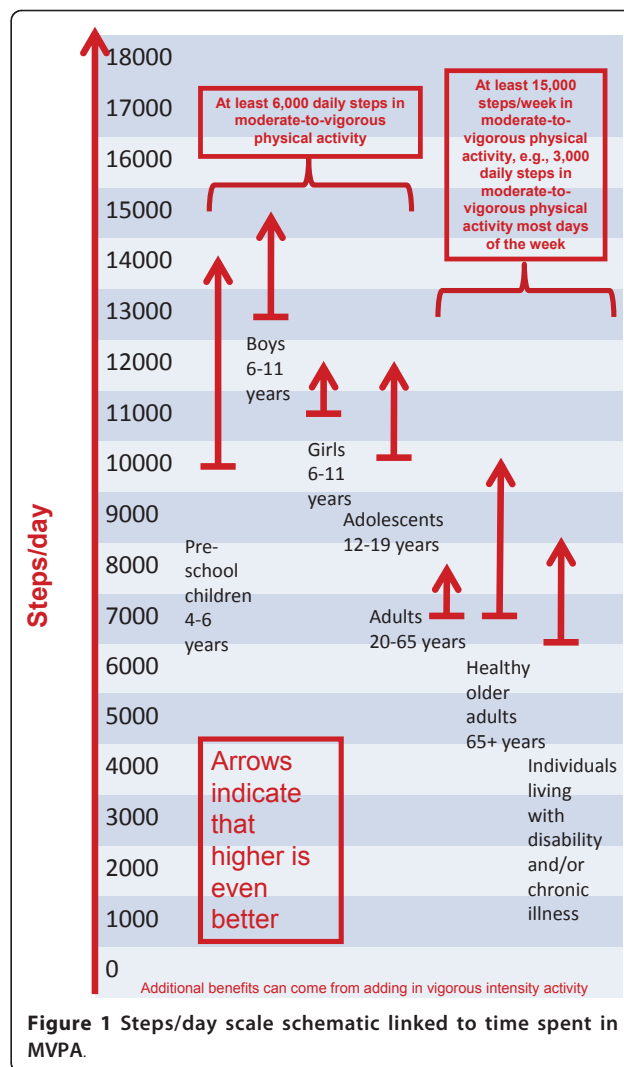 18000
17000
16000
15000
14000
13000
12000
11000
10000
9000
8000
7000
6000
5000
4000
3000
2000
1000
0
Steps/day
At least 6,000 daily steps in
moderate-to-vigorous
physical activity
At least 15,000
steps/week in
moderate-to-
vigorous physical
activity, e.g., 3,000
daily steps in
moderate-to-
vigorous physical
activity most days
of the week
Pre-
school
children
4-6
years
Boys
6-11
years
Girls
6-11
years
Adolescents
12-19 years
Adults
20-65 years
Healthy
older
adults
65+ years
Individuals
living
with
disability
and/or
chronic
illness
Arrows
indicate
that
higher is
even
better
Additional benefits can come from adding in vigorous intensity activity
Figure 1 Steps/day scale schematic linked to time spent in
MVPA.